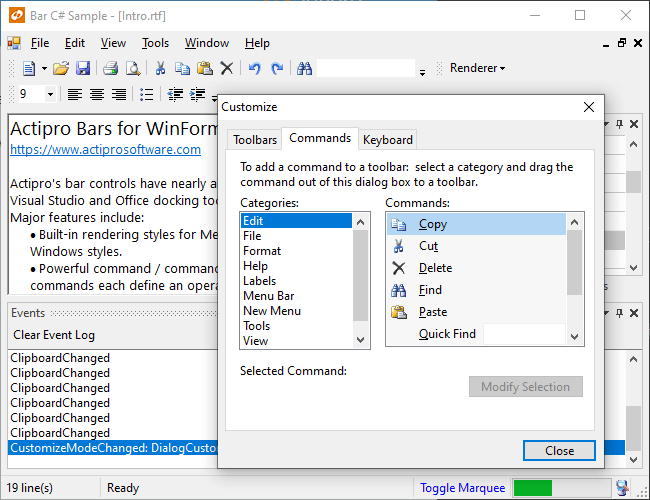 Bar C# Sample - [Intro.rtf]
File Edit View Tools Window Help
Renderer
9
Customize
Toolbars Commands Keyboard
To add a command to a toolbar: select a category and drag the
command out of this dialog box to a toolbar.
Categories: Commands:
Edit
File
Format
Help
Labels
Menu Bar
New Menu
Tools
View
Copy
Cut
Delete
Find
Paste
Quick Find
Selected Command:
Modify Selection
Close
Actipro Bars for WinForm
https://www.actiprosoftware.com
Actipro's bar controls have nearly a
Visual Studio and Office docking too
Major features include:
• Built-in rendering styles for Me
Windows styles.
• Powerful command / comman
commands each define an opera
Events
Clear Event Log
ClipboardChanged
ClipboardChanged
ClipboardChanged
ClipboardChanged
CustomizeModeChanged: DialogCusto
19 line(s) Ready Toggle Marquee